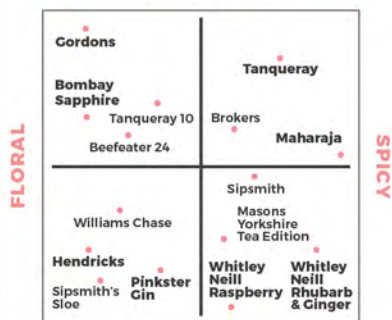 Gordons
Tanqueray
Bombay
Sapphire
Tanqueray 10
Brokers
Beefeater 24
Maharaja
FLORAL
SPICY
Sipsmith
Williams Chase
Masons
Yorkshire
Tea Edition
Hendricks
Sipsmith's
Sloe
Pinkster
Gin
Whitley
Neill
Raspberry
Whitley
Neill
Rhubarb
& Ginger